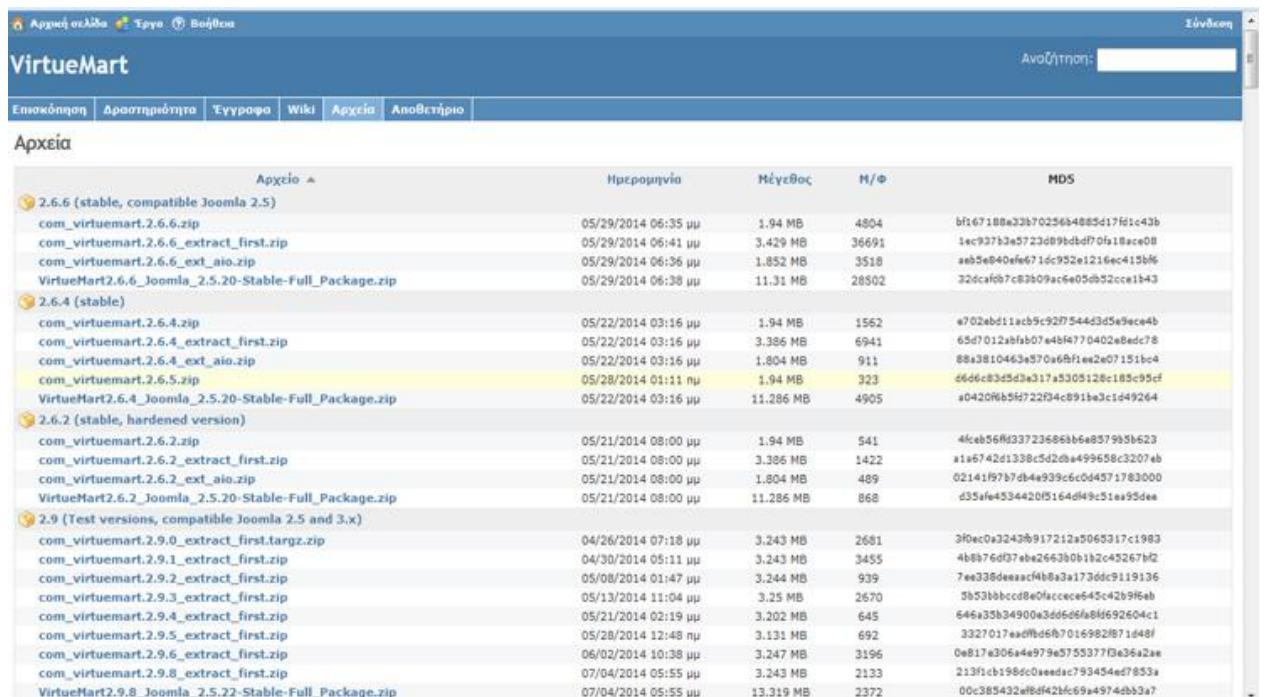 Αρχική σελίδα Έργα Βοήθεια Σύνδεση
VirtueMart Αναζήτηση:
Επισκόπηση Δραστηριότητα Έγγραφα Wiki Αρχεία Αποθετήριο
Αρχεία
Αρχείο Ημερομηνία Μέγεθος Μ/Φ MD5
2.6.6 (stable, compatible Joomla 2.5)
com_virtuemart.2.6.6.zip 05/29/2014 06:35 μμ 1.94 MB 4804 bf167188e33b70256b4885d17fd1c43b
com_virtuemart.2.6.6_extract_first.zip 05/29/2014 06:41 μμ 3.429 MB 36691 1ec937b3e5723d89bdbdf70fa18ace08
com_virtuemart.2.6.6_ext_aio.zip 05/29/2014 06:36 μμ 1.852 MB 3518 aeb5e840efe671dc952e1216ec415bf6
VirtueMart2.6.6_Joomla_2.5.20-Stable-Full_Package.zip 05/29/2014 06:38 μμ 11.31 MB 28502 32dcafdb7c83b09ac6e05db52cce1b43
2.6.4 (stable)
com_virtuemart.2.6.4.zip 05/22/2014 03:16 μμ 1.94 MB 1562 e702ebd11acb9c92f7544d3d5e9ece4b
com_virtuemart.2.6.4_extract_first.zip 05/22/2014 03:16 μμ 3.386 MB 6941 65d7012abfab07e4bf4770402e8edc78
com_virtuemart.2.6.4_ext_aio.zip 05/22/2014 03:16 μμ 1.804 MB 911 88a3810463e570a6fbf1ee2e07151bc4
com_virtuemart.2.6.5.zip 05/28/2014 01:11 πμ 1.94 MB 323 d6d6c83d5d3e317a5305128c185c95cf
VirtueMart2.6.4_Joomla_2.5.20-Stable-Full_Package.zip 05/22/2014 03:16 μμ 11.286 MB 4905 a0420f6b5fd722f34c891be3c1d49264
2.6.2 (stable, hardened version)
com_virtuemart.2.6.2.zip 05/21/2014 08:00 μμ 1.94 MB 541 4fceb56ffd33723686bb6e8579b5b623
com_virtuemart.2.6.2_extract_first.zip 05/21/2014 08:00 μμ 3.386 MB 1422 a1a6742d1338c5d2dba499658c3207eb
com_virtuemart.2.6.2_ext_aio.zip 05/21/2014 08:00 μμ 1.804 MB 489 02141f97b7db4e939c6c0d4571783000
VirtueMart2.6.2_Joomla_2.5.20-Stable-Full_Package.zip 05/21/2014 08:00 μμ 11.286 MB 868 d35afe4534420f5164df49c51ea95dee
2.9 (Test versions, compatible Joomla 2.5 and 3.x)
com_virtuemart.2.9.0_extract_first.targz.zip 04/26/2014 07:18 μμ 3.243 MB 2681 3f0ec0a3243fb917212a5065317c1983
com_virtuemart.2.9.1_extract_first.zip 04/30/2014 05:11 μμ 3.243 MB 3455 4b8b76df37ebe2663b0b1b2c45267bf2
com_virtuemart.2.9.2_extract_first.zip 05/08/2014 01:47 μμ 3.244 MB 939 7ee338deeaacf4b8a3a173ddc9119136
com_virtuemart.2.9.3_extract_first.zip 05/13/2014 11:04 μμ 3.25 MB 2670 5b53bbbccd8e0faccece645c42b9f6eb
com_virtuemart.2.9.4_extract_first.zip 05/21/2014 02:19 μμ 3.202 MB 645 646a35b34900e3dd6d6fa8fd692604c1
com_virtuemart.2.9.5_extract_first.zip 05/28/2014 12:48 πμ 3.131 MB 692 3327017eadffbd6fb7016982f871d48f
com_virtuemart.2.9.6_extract_first.zip 06/02/2014 10:38 μμ 3.247 MB 3196 0e817e306a4e979e5755377f3e36a2ae
com_virtuemart.2.9.8_extract_first.zip 07/04/2014 05:55 μμ 3.243 MB 2133 213f1cb198dc0aeedac793454ed7853a
VirtueMart2.9.8_Joomla_2.5.22-Stable-Full_Package.zip 07/04/2014 05:55 μμ 13.319 MB 2372 00c385432ef8df42bfc69a4974dbb3a7